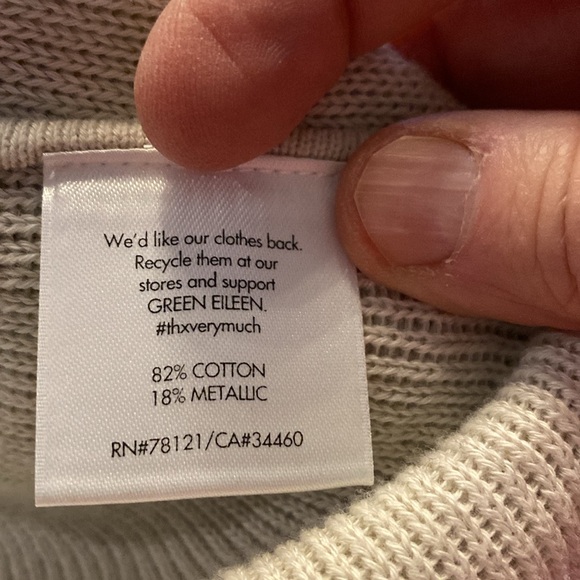 We'd like our clothes back.
Recycle them at our
stores and support
GREEN EILEEN.
#thxverymuch
82% COTTON
18% METALLIC
RN#78121/CA#34460